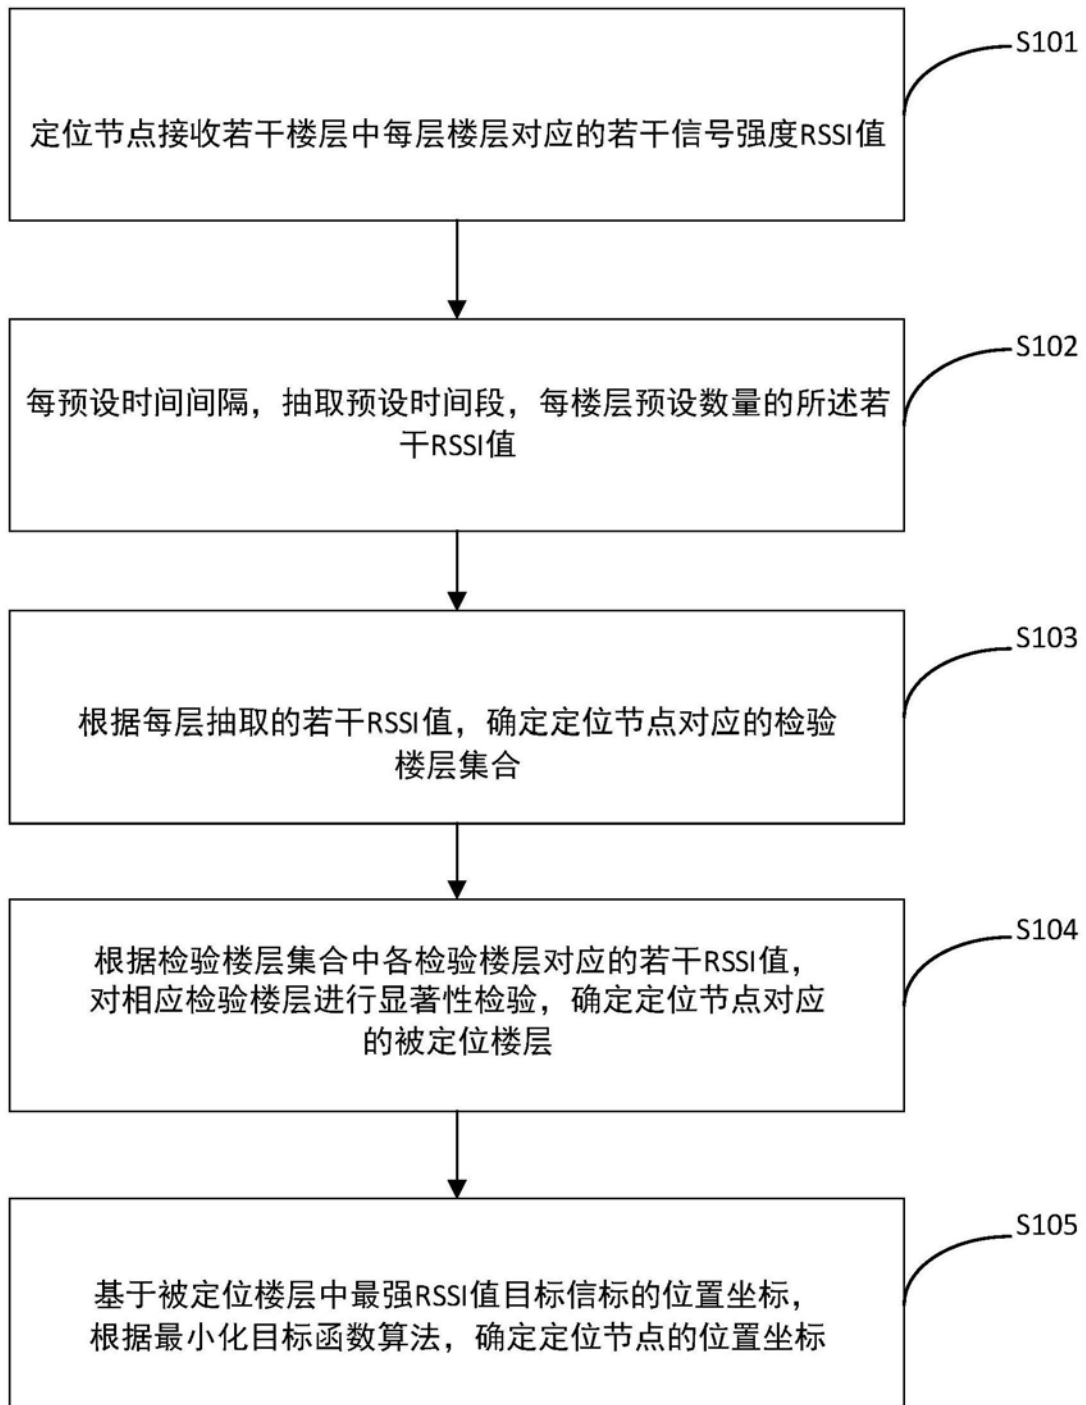 S101
定位节点接收若干楼层中每层楼层对应的若干信号强度RSSI值
S102
每预设时间间隔，抽取预设时间段，每楼层预设数量的所述若
干RSSI值
S103
根据每层抽取的若干RSSI值，确定定位节点对应的检验
楼层集合
S104
根据检验楼层集合中各检验楼层对应的若干RSSI值，
对相应检验楼层进行显著性检验，确定定位节点对应
的被定位楼层
S105
基于被定位楼层中最强RSSI值目标信标的位置坐标，
根据最小化目标函数算法，确定定位节点的位置坐标